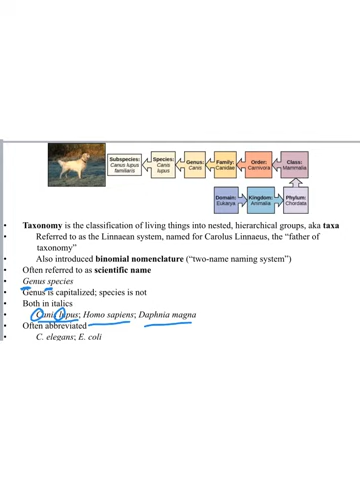 Subspecies:
Canus lupus
familiaris
Species:
Canis
lupus
Genus:
Canis
Family:
Canidae
Order:
Carnivora
Class:
Mammalia
Domain:
Eukarya
Kingdom:
Animalia
Phylum:
Chordata
• Taxonomy is the classification of living things into nested, hierarchical groups, aka taxa
• Referred to as the Linnaean system, named for Carolus Linnaeus, the “father of
taxonomy”
• Also introduced binomial nomenclature (“two-name naming system”)
• Often referred to as scientific name
• Genus species
• Genus is capitalized; species is not
• Both in italics
• Canis lupus; Homo sapiens; Daphnia magna
• Often abbreviated
• C. elegans; E. coli